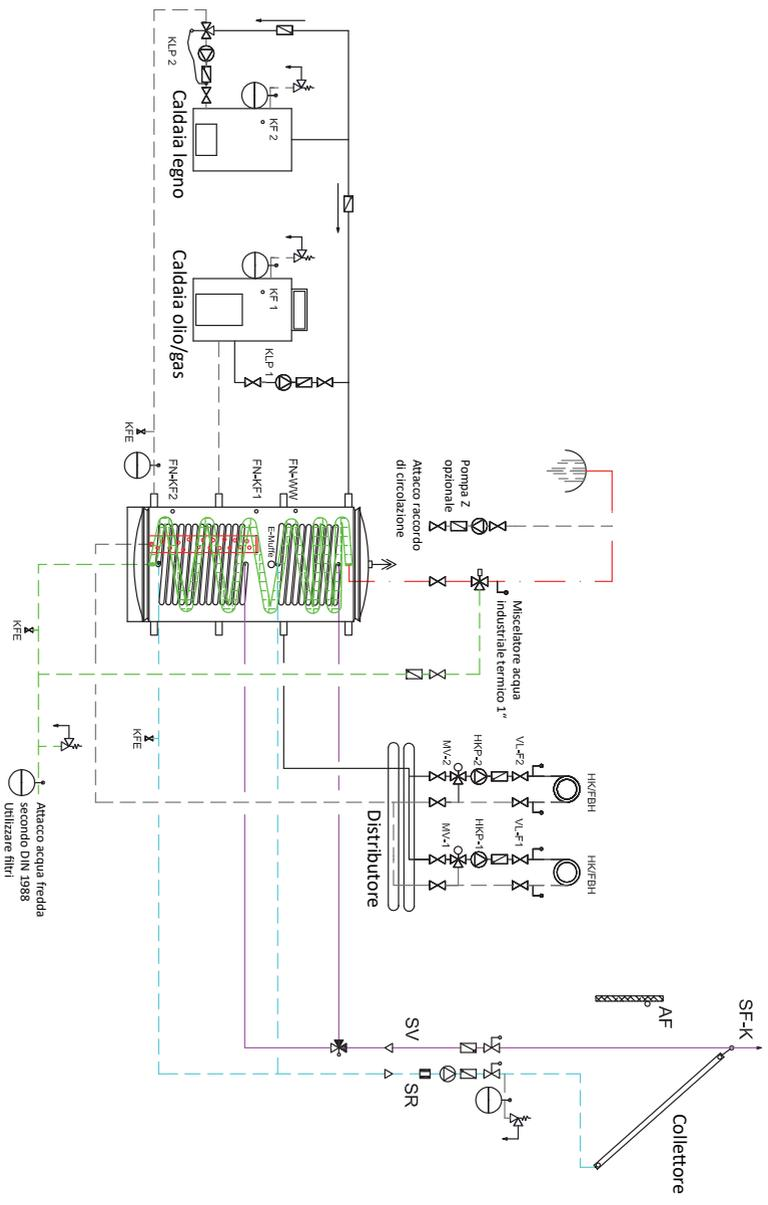 KLP 2
KF 2
Caldaia legno
KF 1
Caldaia olio/gas
KLP 1
KFE
FN-KF2
FN-KF1
FN-WW
E-Muffe
Attacco raccordo
di circolazione
Pompa Z
opzionale
Miscelatore acqua
industriale termico 1"
KFE
KFE
Attacco acqua fredda
secondo DIN 1988
Utilizzare filtri
MV-2
HKP-2
VL-F2
HK/FBH
MV-1
HKP-1
VL-F1
HK/FBH
Distributore
SV
SR
AF
SF-K
Collettore